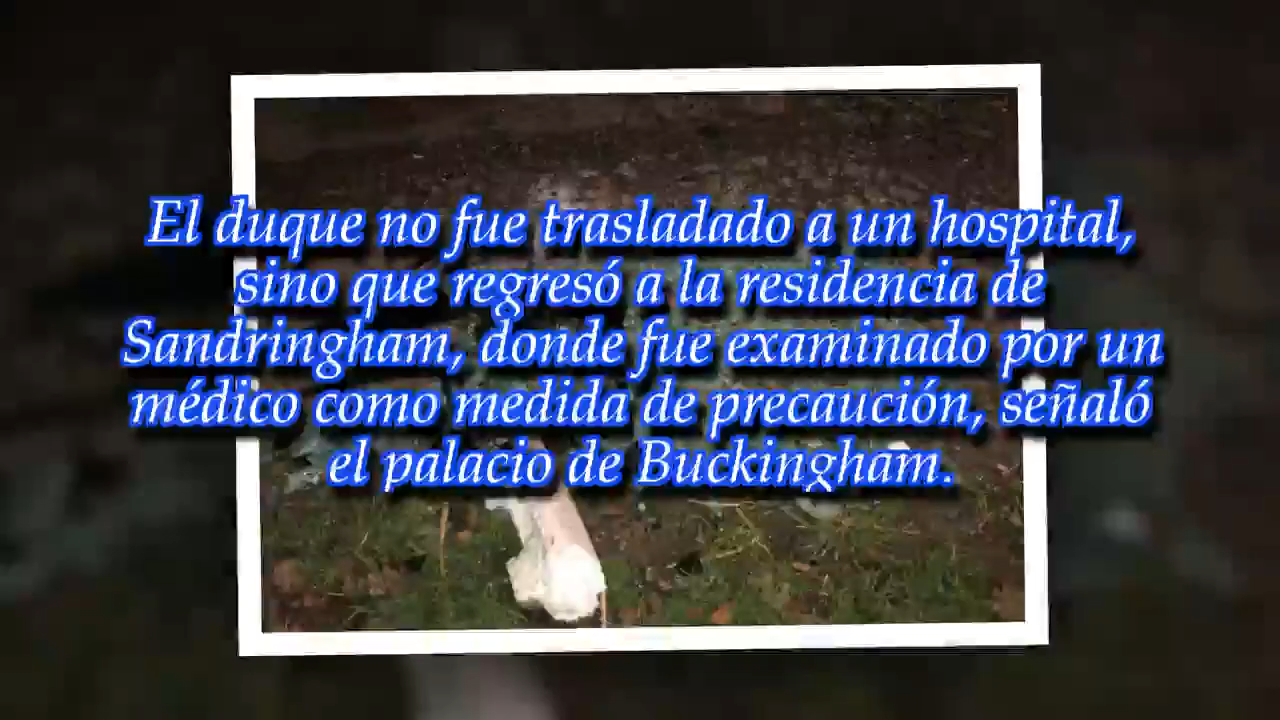 El duque no fue trasladado a un hospital,
sino que regresó a la residencia de
Sandringham, donde fue examinado por un
médico como medida de precaución, señaló
el palacio de Buckingham.